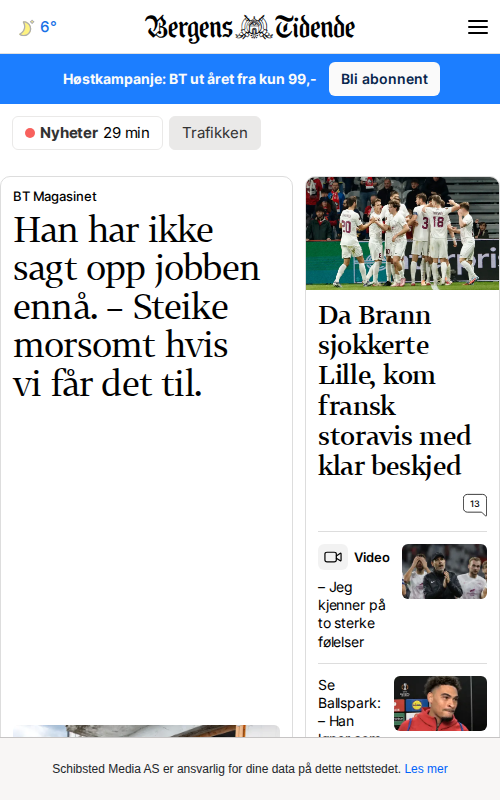 6°
Bergens Tidende
Høstkampanje: BT ut året fra kun 99,-
Bli abonnent
Nyheter 29 min
Trafikken
BT Magasinet
Han har ikke
sagt opp jobben
ennå. – Steike
morsomt hvis
vi får det til.
20
3
18
Da Brann
sjokkerte
Lille, kom
fransk
storavis med
klar beskjed
13
Video
– Jeg
kjenner på
to sterke
følelser
Se
Ballspark:
– Han
Schibsted Media AS er ansvarlig for dine data på dette nettstedet. Les mer